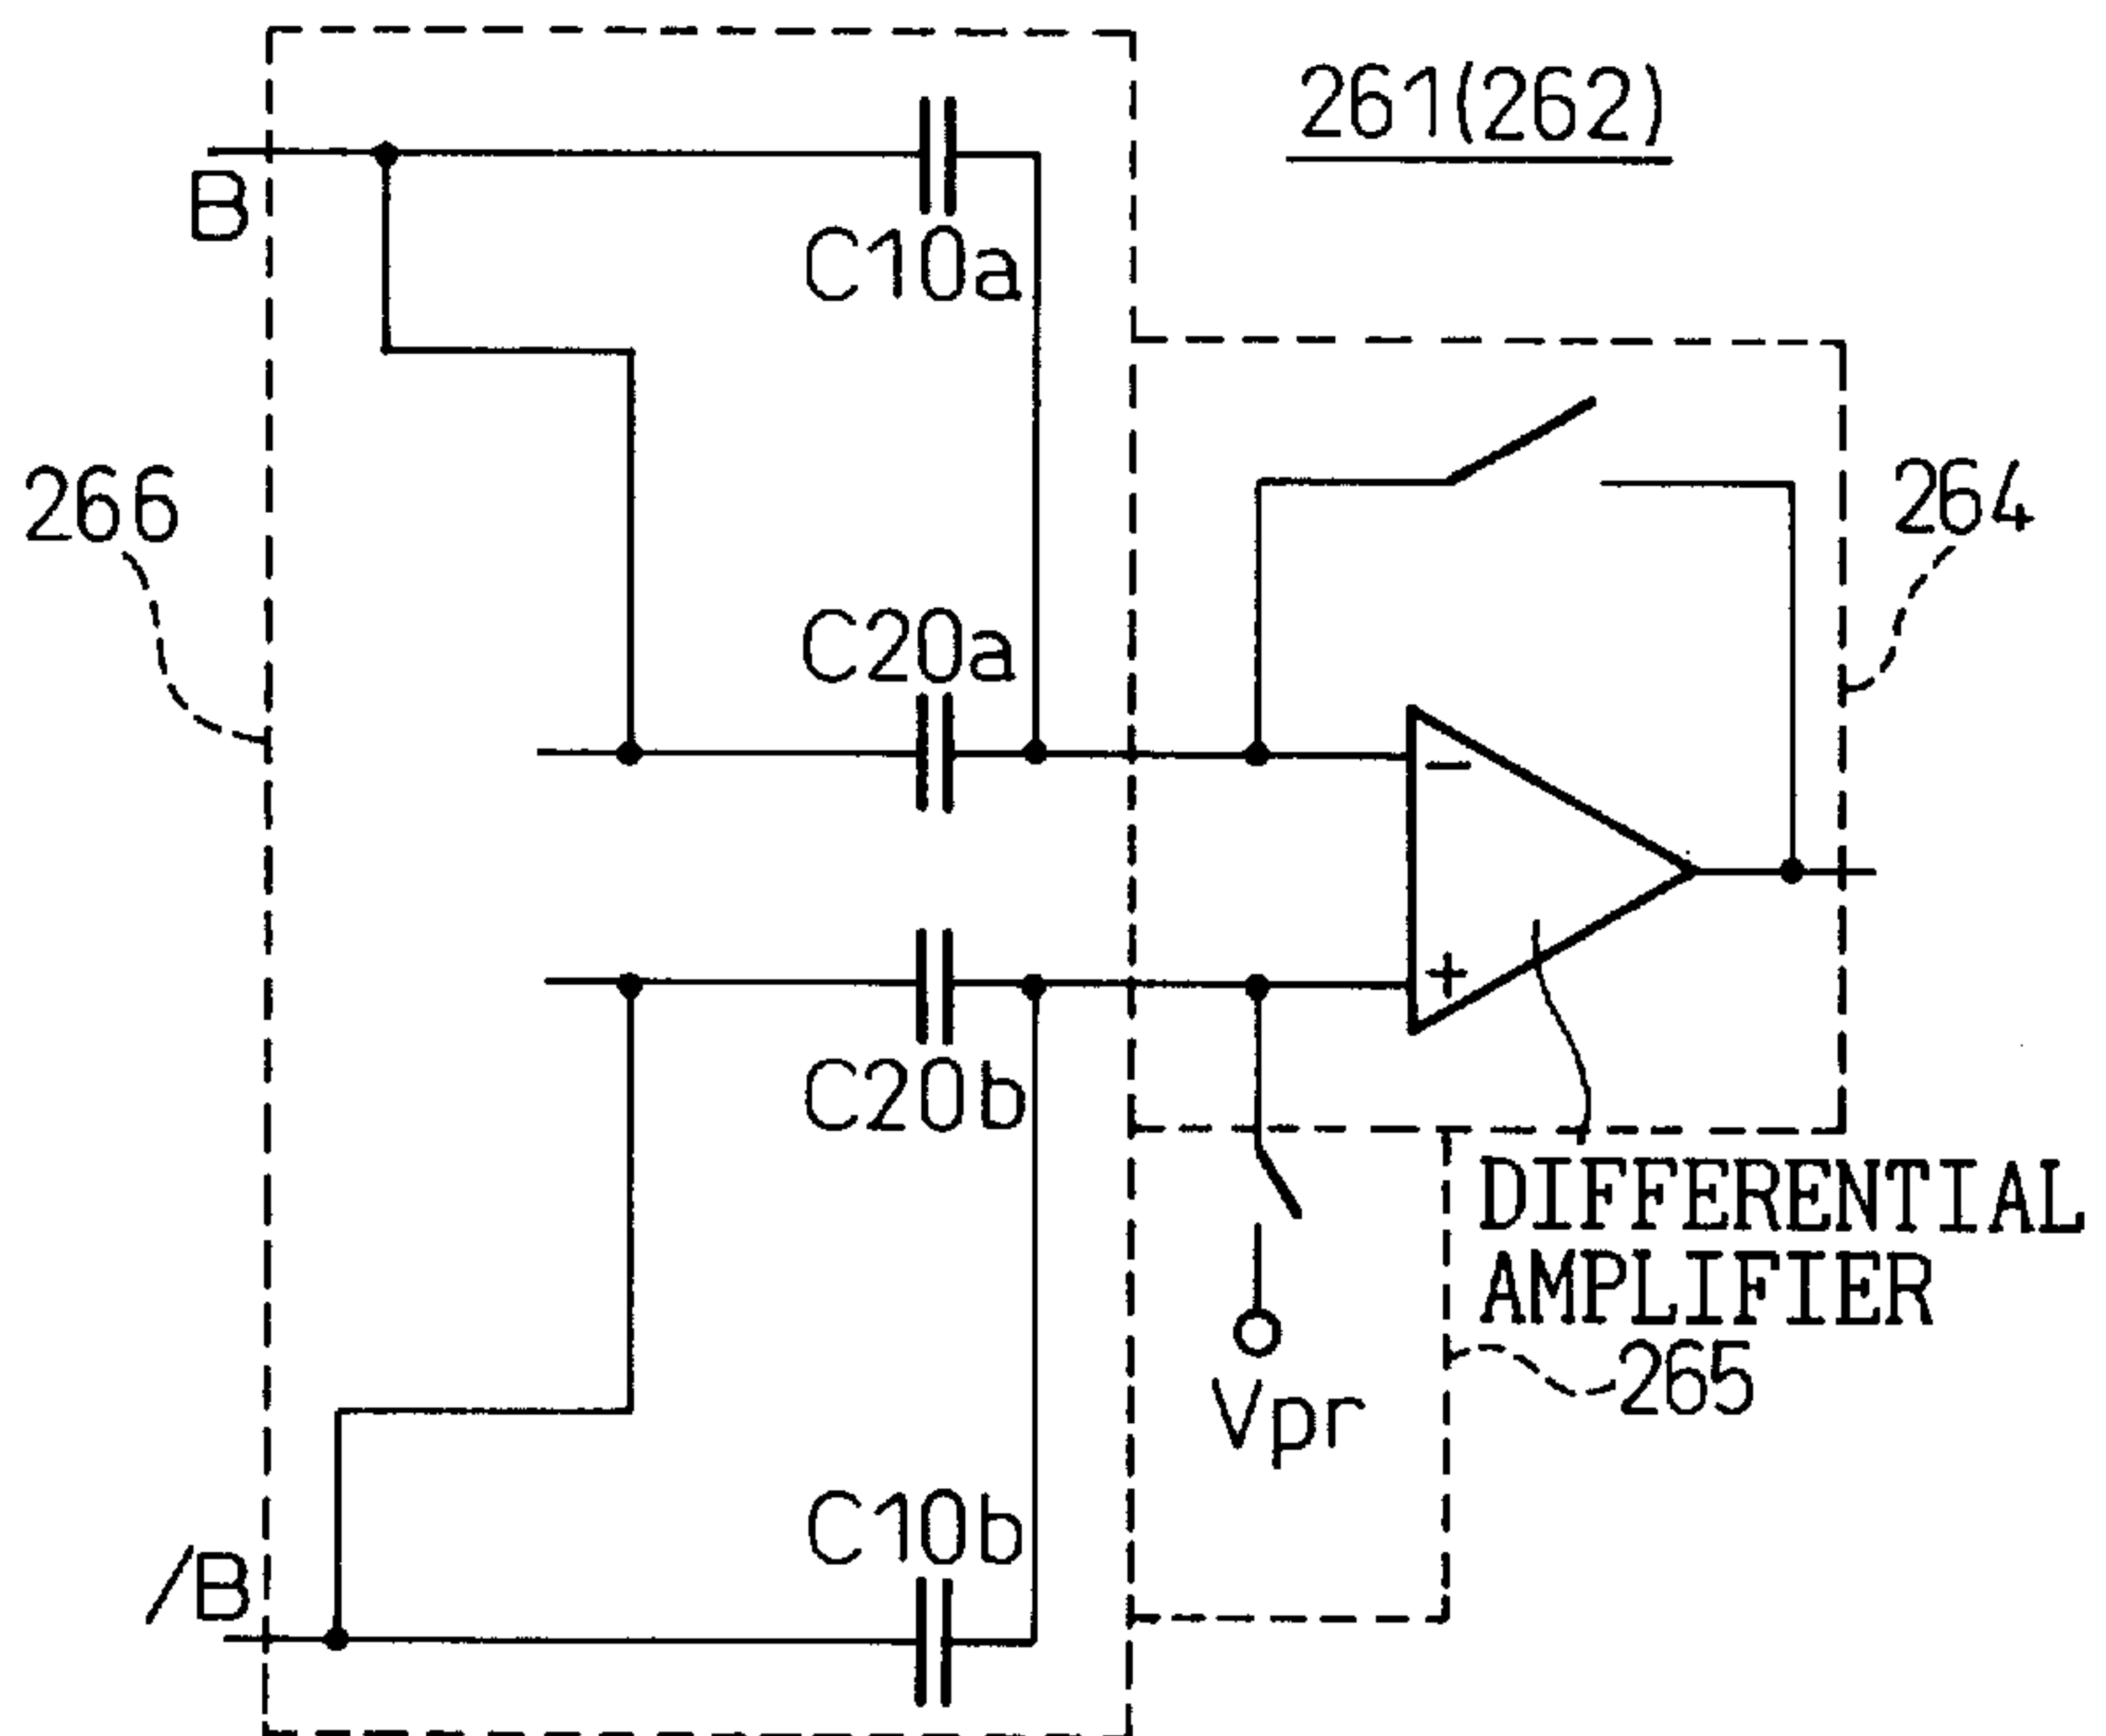 261(262)
B
C10a
266
264
C20a
−
+
C20b
DIFFERENTIAL
AMPLIFIER
265
Vpr
C10b
/B